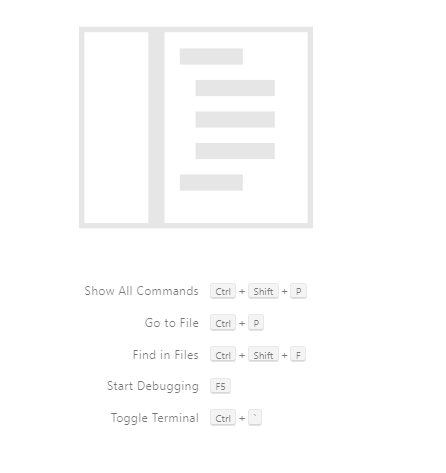 Show All Commands Ctrl + Shift + P
Go to File Ctrl + P
Find in Files Ctrl + Shift + F
Start Debugging F5
Toggle Terminal Ctrl + `